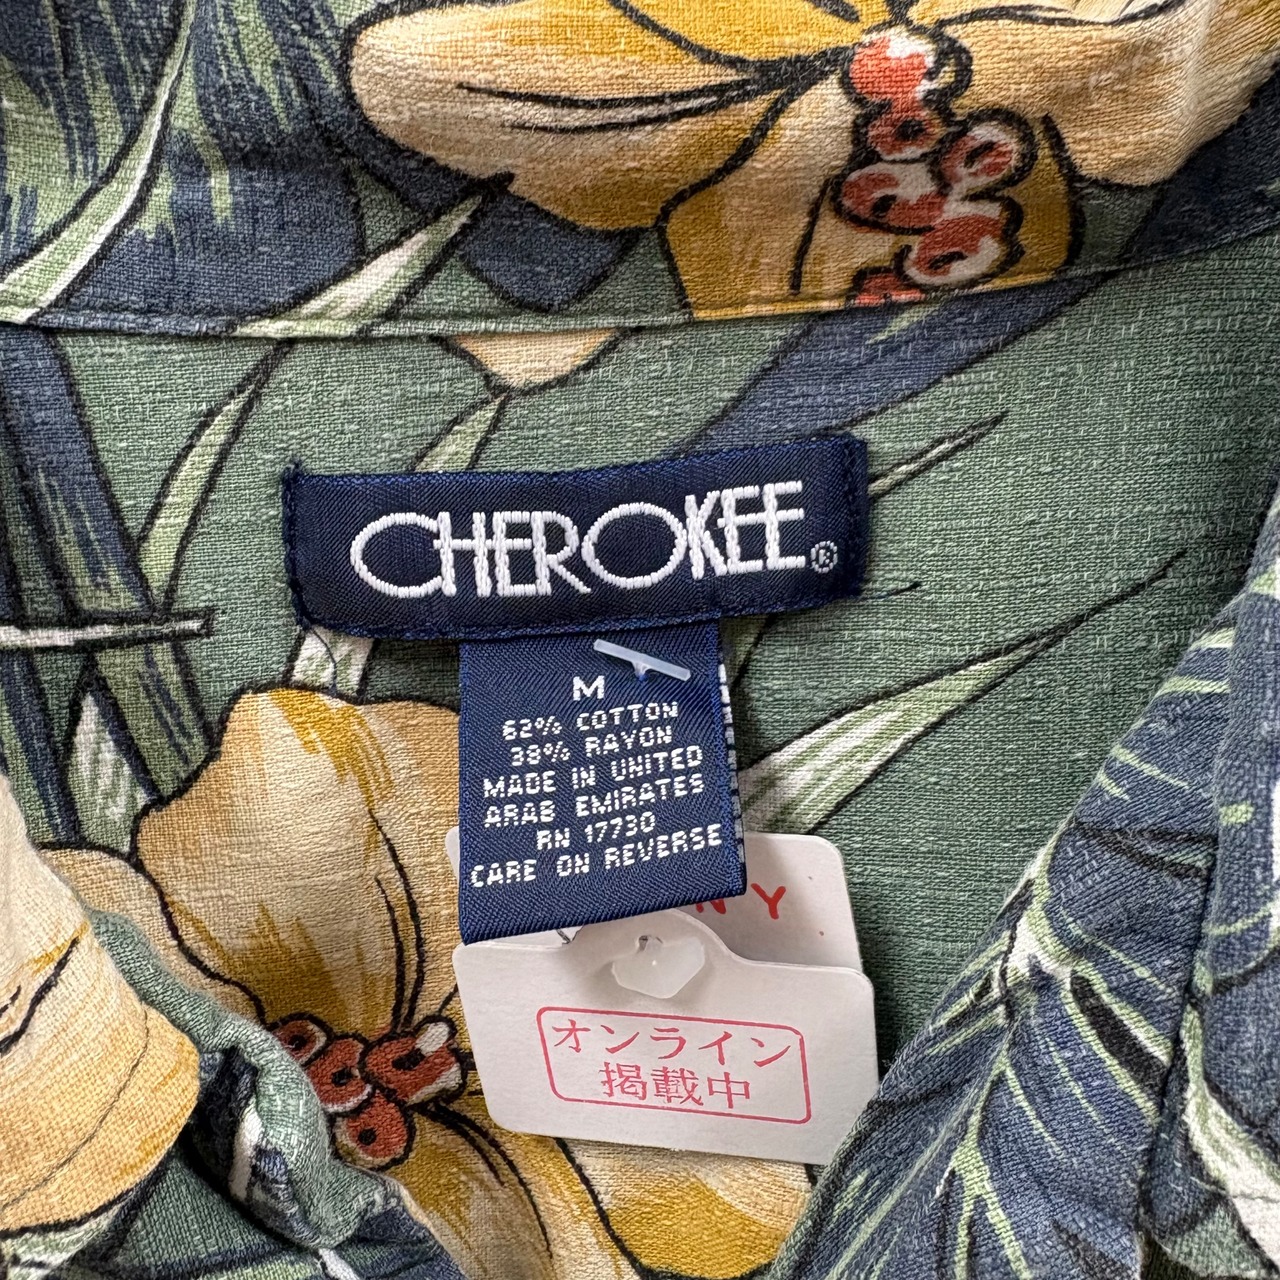 CHEROKEE®
M
62% COTTON
38% RAYON
MADE IN UNITED
ARAB EMIRATES
RN 17730
CARE ON REVERSE
NY
オンライン
掲載中